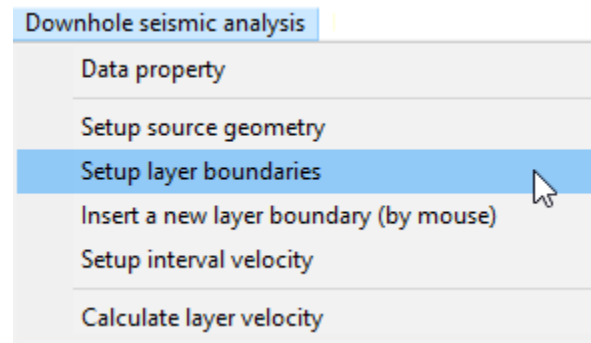 Downhole seismic analysis
Data property
Setup source geometry
Setup layer boundaries
Insert a new layer boundary (by mouse)
Setup interval velocity
Calculate layer velocity